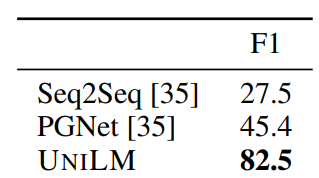 F1
Seq2Seq [35] 27.5
PGNet [35] 45.4
UNILM 82.5